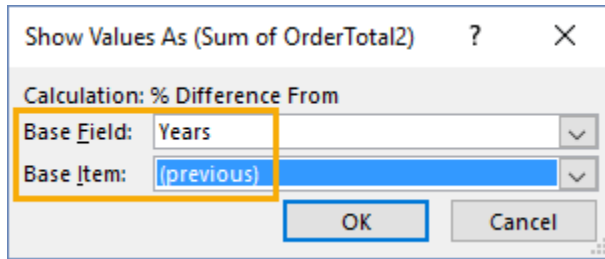 Show Values As (Sum of OrderTotal2) ? ×
Calculation: % Difference From
Base Field: Years
Base Item: (previous)
OK Cancel